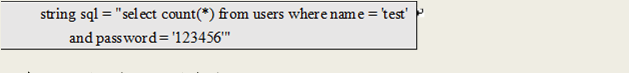 string sql = "select count(*) from users where name = 'test'
and password = '123456'"